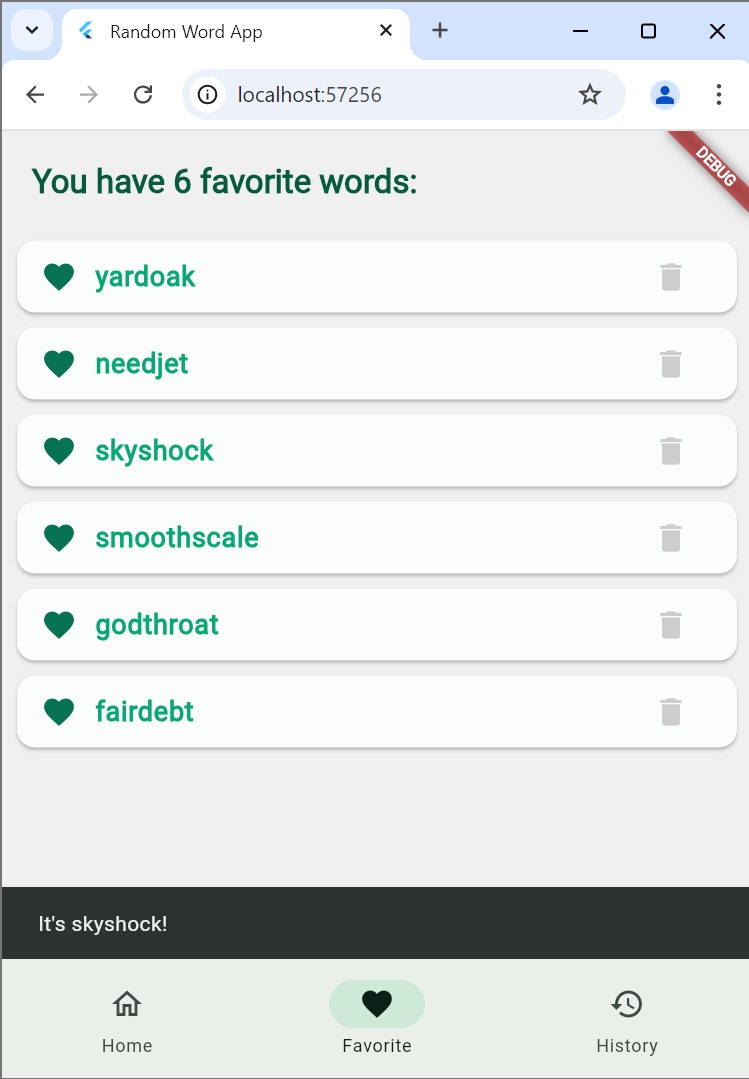 Random Word App
localhost:57256
DEBUG
You have 6 favorite words:
yardoak
needjet
skyshock
smoothscale
godthroat
fairdebt
It's skyshock!
Home
Favorite
History